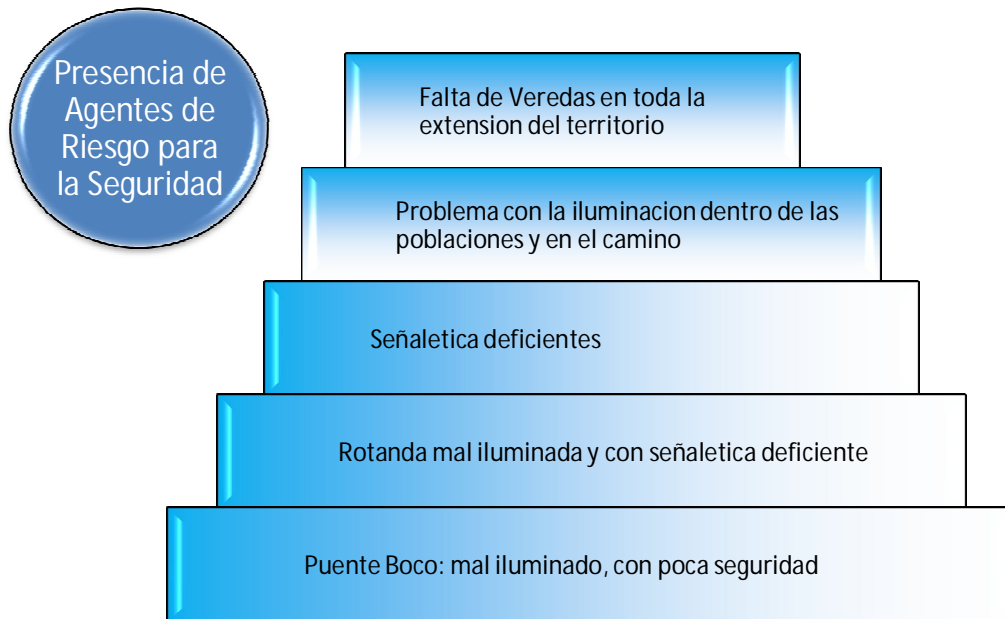 Presencia de
Agentes de
Riesgo para
la Seguridad
Falta de Veredas en toda la
extension del territorio
Problema con la iluminacion dentro de las
poblaciones y en el camino
Señaletica deficientes
Rotanda mal iluminada y con señaletica deficiente
Puente Boco: mal iluminado, con poca seguridad